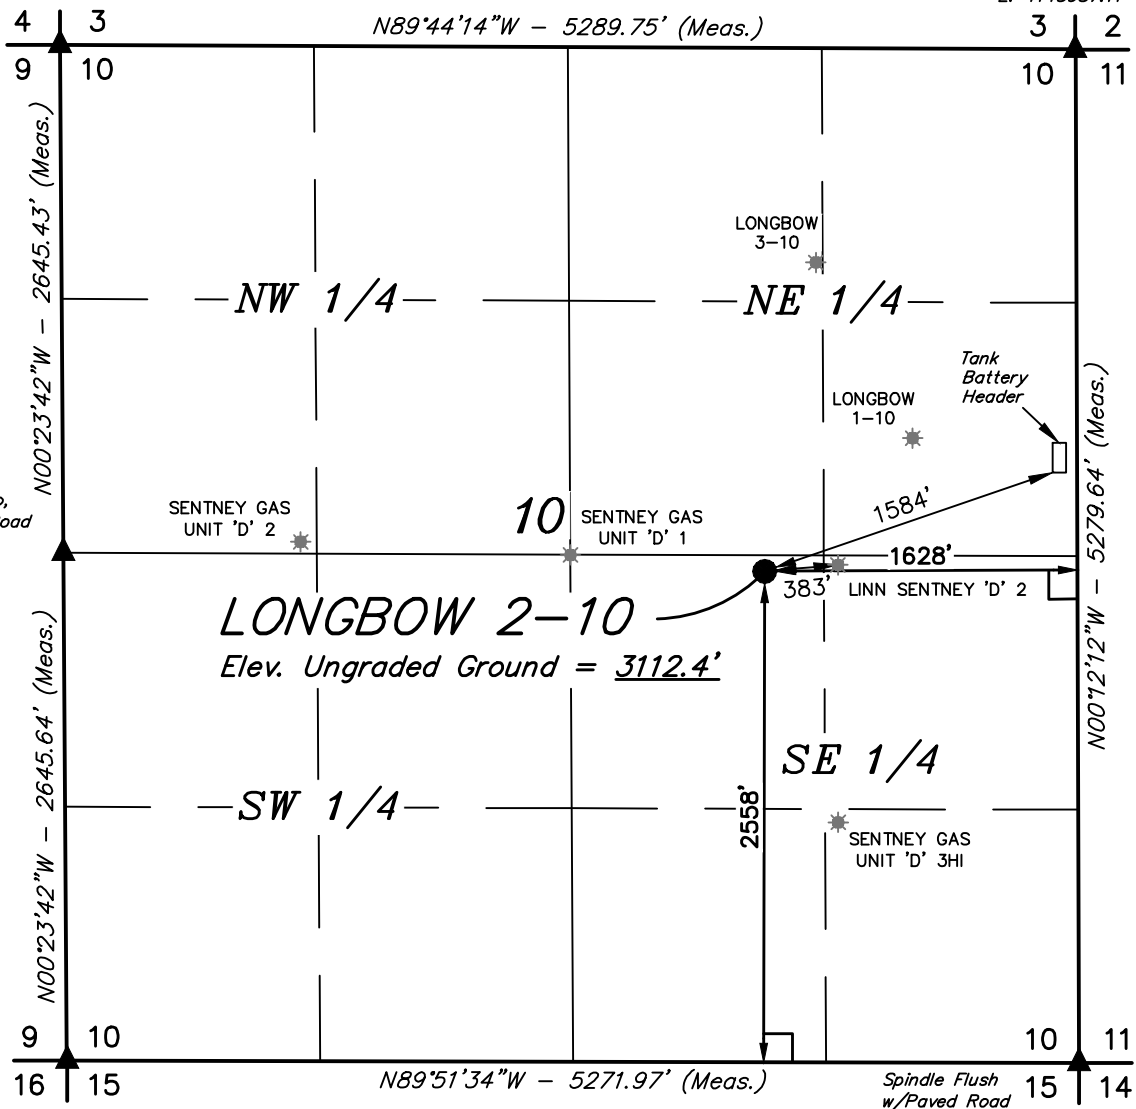 4 3
N89°44'14"W - 5289.75' (Meas.)
3 2
9 10
10 11
N00°23'42"W - 2645.43' (Meas.)
LONGBOW
3-10
NW 1/4
NE 1/4
Tank
Battery
Header
LONGBOW
1-10
N00°12'12"W - 5279.64' (Meas.)
SENTNEY GAS
UNIT 'D' 2
10
SENTNEY GAS
UNIT 'D' 1
1584'
1628'
383'
LINN SENTNEY 'D' 2
LONGBOW 2-10
Elev. Ungraded Ground = 3112.4'
N00°23'42"W - 2645.64' (Meas.)
SE 1/4
SW 1/4
2558'
SENTNEY GAS
UNIT 'D' 3HI
9 10
10 11
16 15
N89°51'34"W - 5271.97' (Meas.)
Spindle Flush
w/Paved Road
15 14